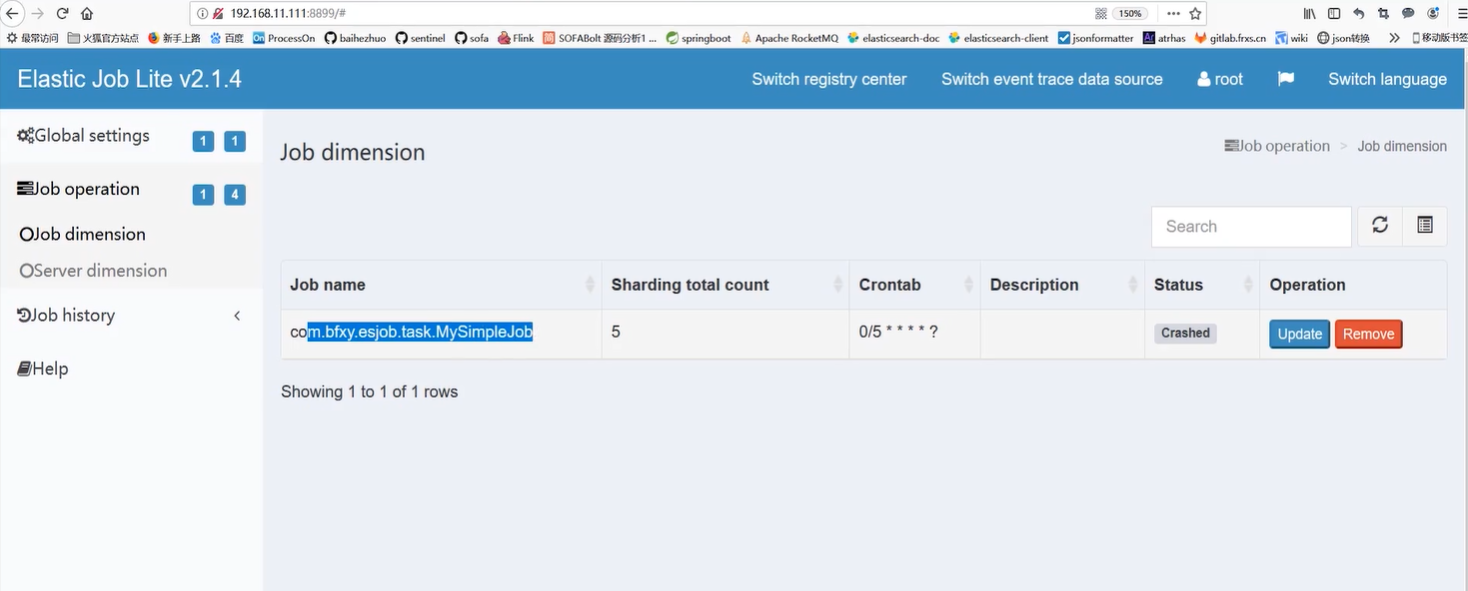 192.168.11.111:8899/# 150%
最常访问 火狐官方站点 新手上路 百度 ProcessOn baihezhuo sentinel sofa Flink SOFABolt 源码分析1 ... springboot Apache RocketMQ elasticsearch-doc elasticsearch-client jsonformatter atrhas gitlab.frxs.cn wiki json转换 移动版书签
Elastic Job Lite v2.1.4 Switch registry center Switch event trace data source root Switch language
Global settings 1 1
Job dimension
Job operation > Job dimension
Job operation 1 4
Job dimension
Server dimension
Job history
Help
Search
Job name Sharding total count Crontab Description Status Operation
com.bfxy.esjob.task.MySimpleJob 5 0/5 * * * * ? Crashed Update Remove
Showing 1 to 1 of 1 rows